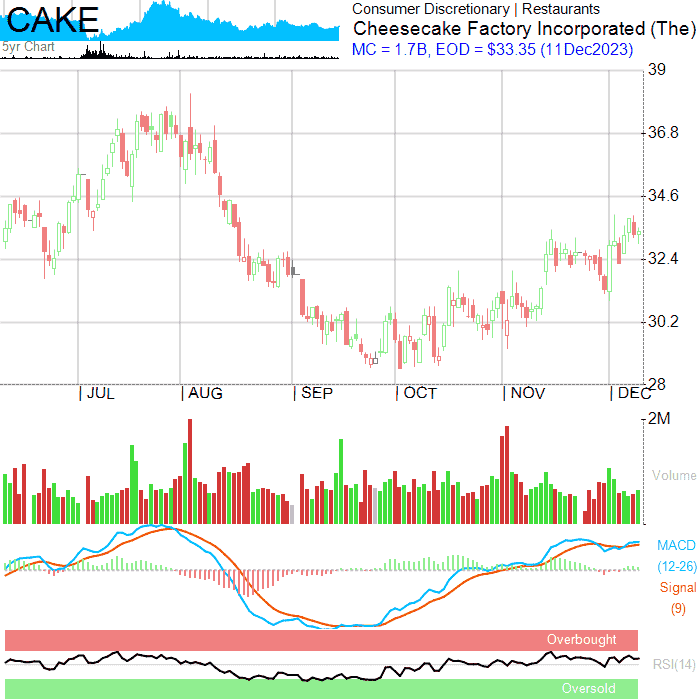 CAKE
5yr Chart
Consumer Discretionary | Restaurants
Cheesecake Factory Incorporated (The)
MC = 1.7B, EOD = $33.35 (11Dec2023)
39
36.8
34.6
32.4
30.2
28
JUL AUG SEP OCT NOV DEC
2M
Volume
MACD
(12-26)
Signal
(9)
Overbought
RSI(14)
Oversold